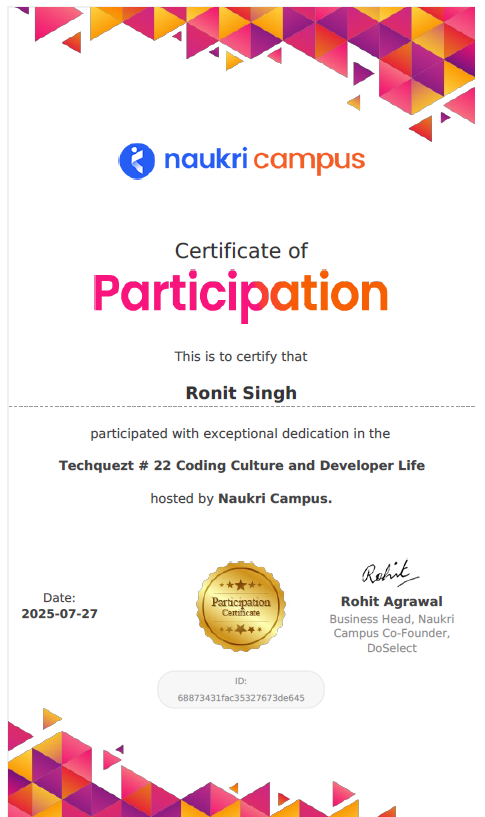 naukri campus
Certificate of
Participation
This is to certify that
Ronit Singh
participated with exceptional dedication in the
Techquezt # 22 Coding Culture and Developer Life
hosted by Naukri Campus.
Date:
2025-07-27
Participation
Certificate
Rohit
Rohit Agrawal
Business Head, Naukri
Campus Co-Founder,
DoSelect
ID:
68873431fac35327673de645